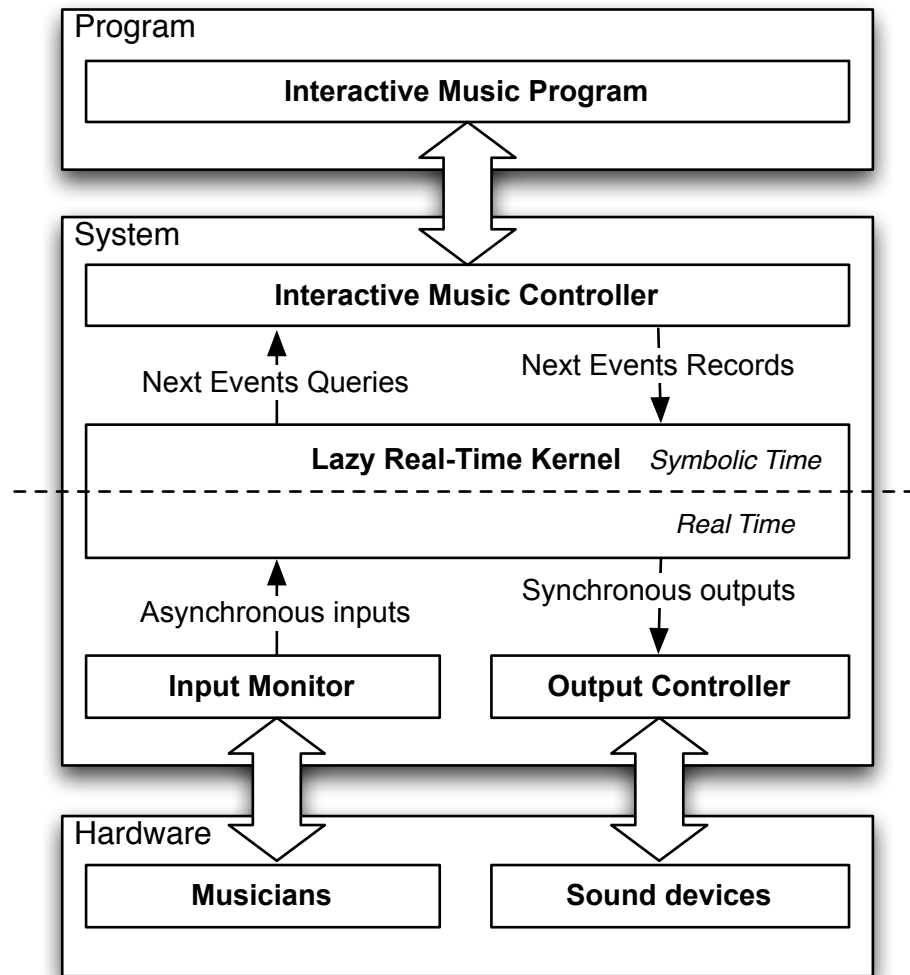 Program
Interactive Music Program
System
Interactive Music Controller
Next Events Queries
Next Events Records
Lazy Real-Time Kernel Symbolic Time
Real Time
Asynchronous inputs
Synchronous outputs
Input Monitor
Output Controller
Hardware
Musicians
Sound devices